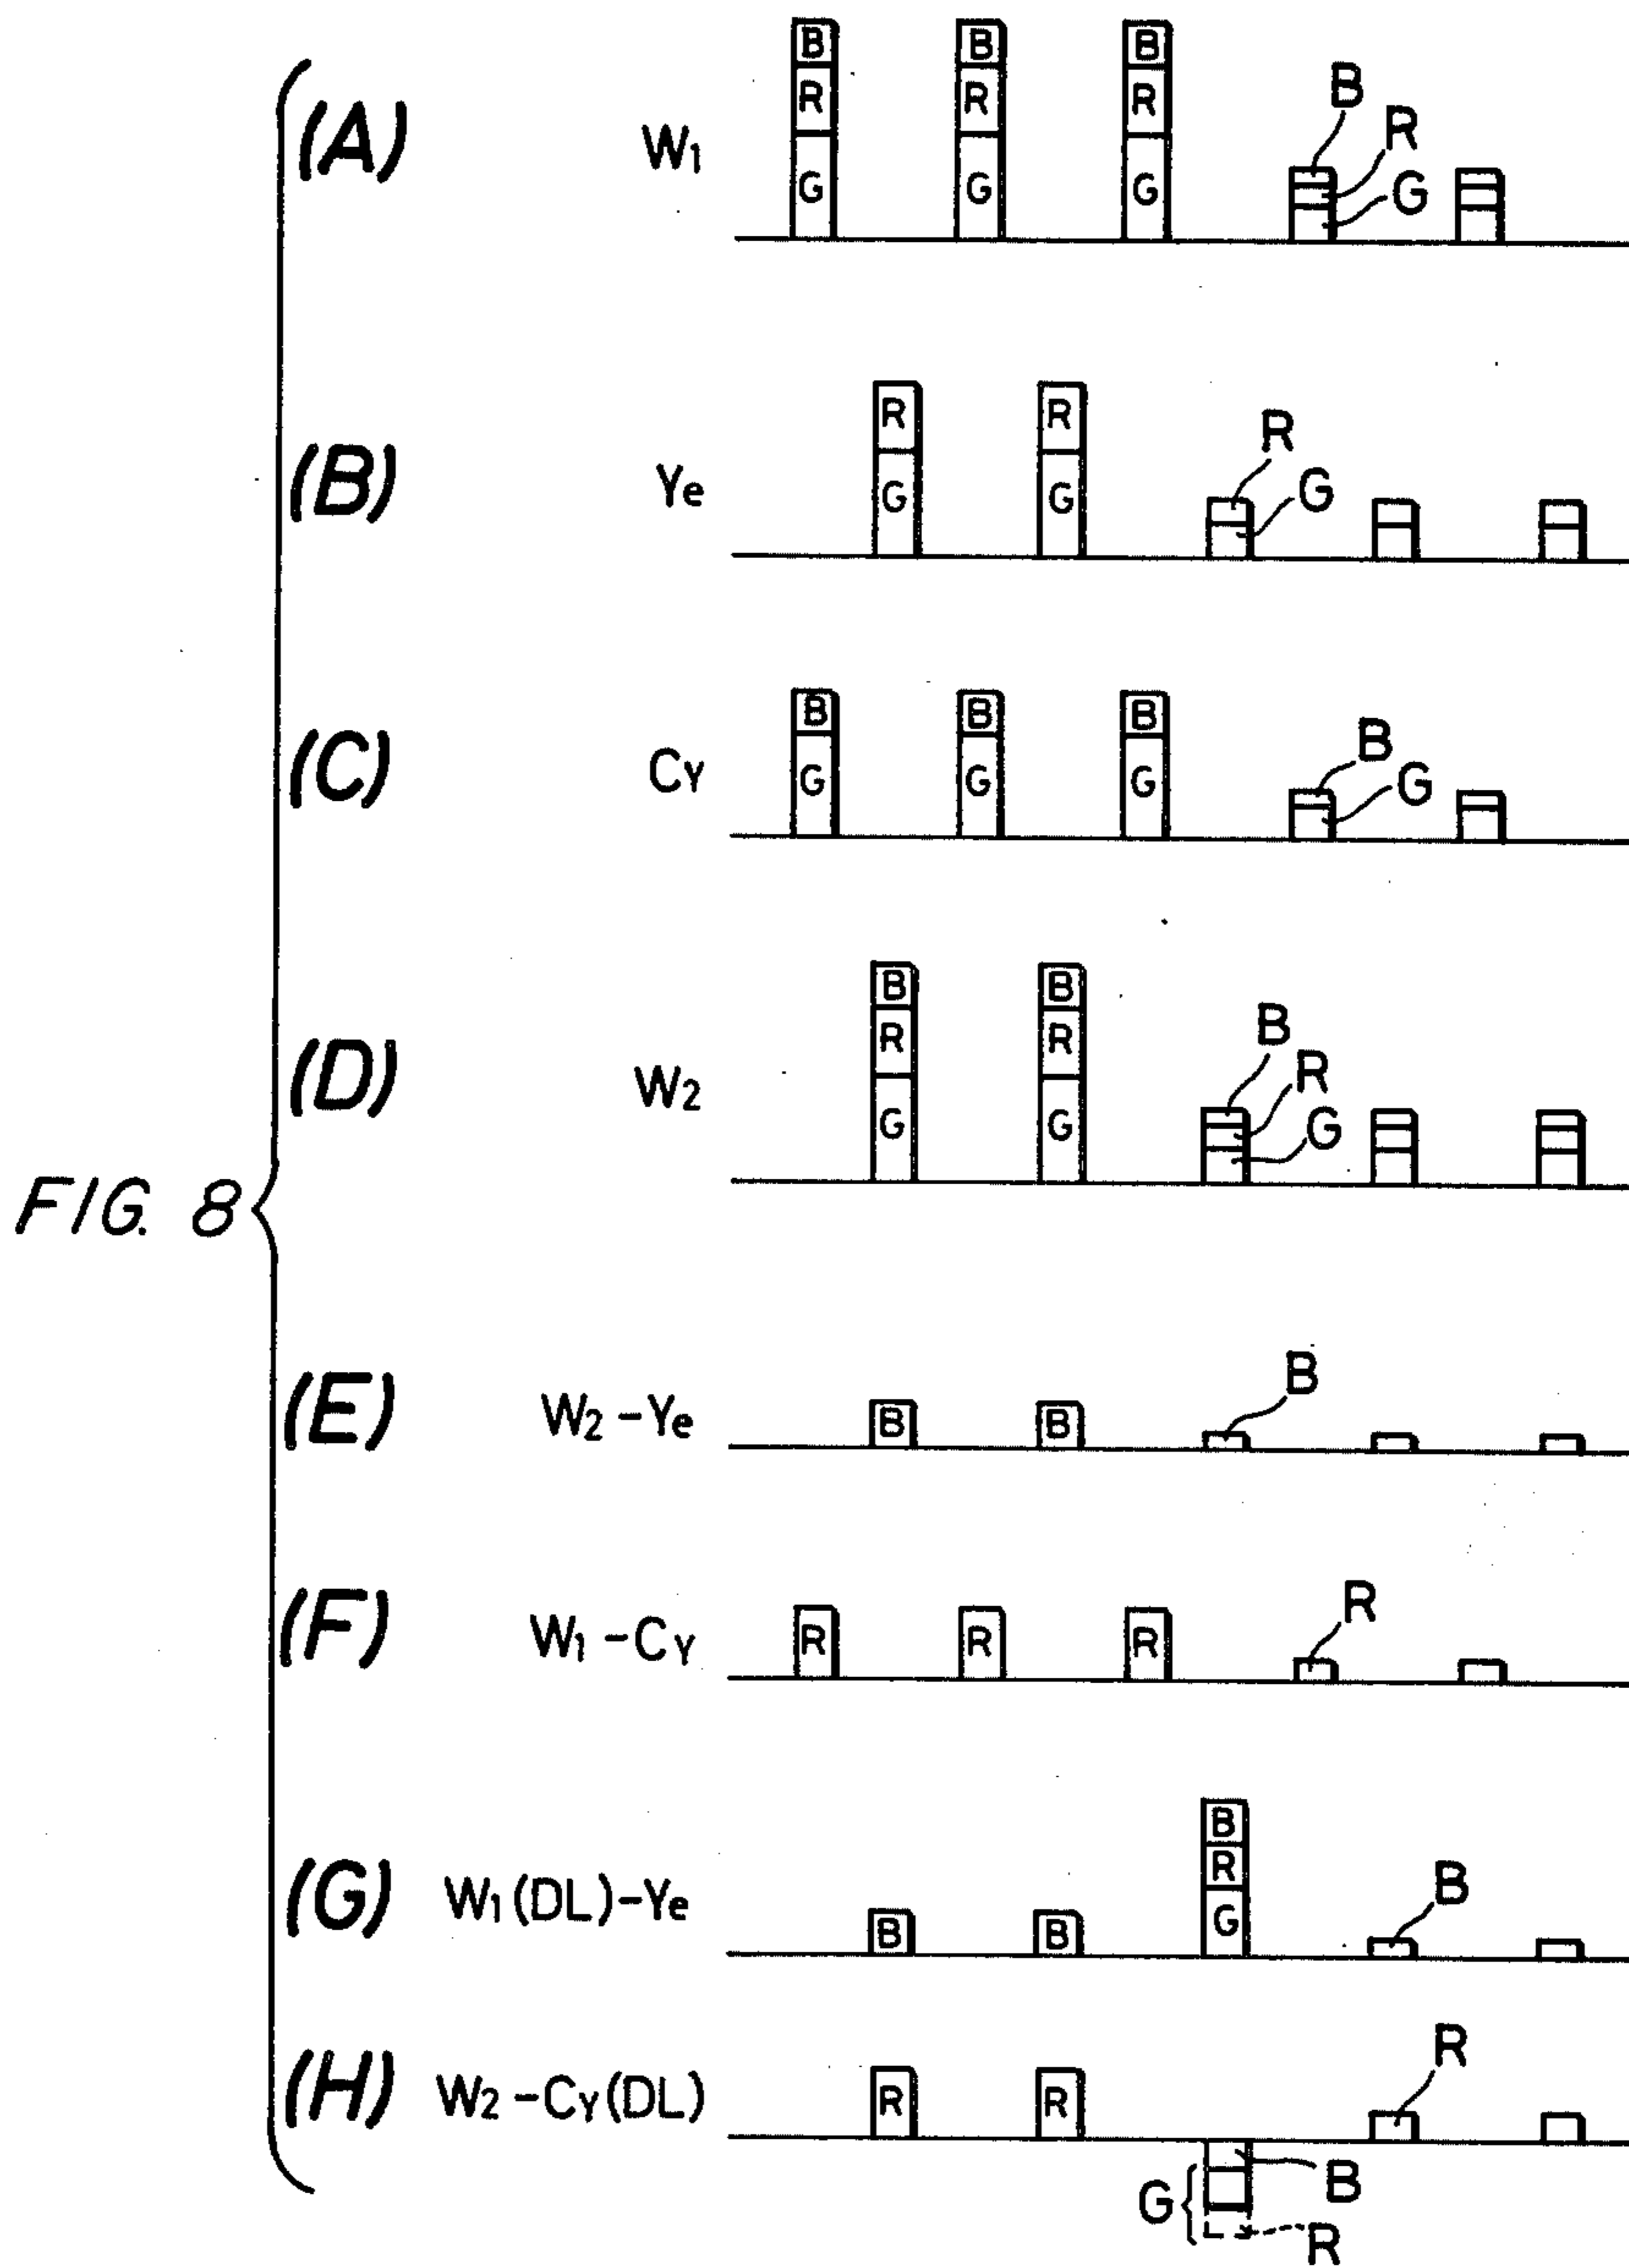 FIG. 8
(A) W₁
B B B
R R R
G G G
B
R
G
(B) Ye
R R
G G
R
G
(C) CY
B B B
G G G
B
G
(D) W₂
B B
R R
G G
B
R
G
(E) W₂-Ye
B B
B
(F) W₁-CY
R R R
R
(G) W₁(DL)-Ye
B B
B
R
G
B
(H) W₂-CY(DL)
R R
R
B
G
R